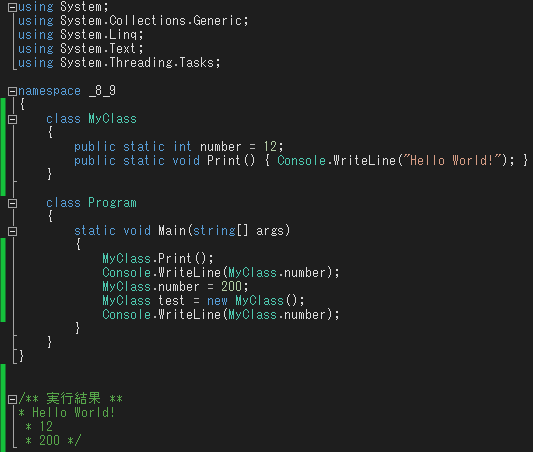 using System;
using System.Collections.Generic;
using System.Linq;
using System.Text;
using System.Threading.Tasks;

namespace _8_9
{
    class MyClass
    {
        public static int number = 12;
        public static void Print() { Console.WriteLine("Hello World!"); }
    }

    class Program
    {
        static void Main(string[] args)
        {
            MyClass.Print();
            Console.WriteLine(MyClass.number);
            MyClass.number = 200;
            MyClass test = new MyClass();
            Console.WriteLine(MyClass.number);
        }
    }
}

/** 実行結果 **
* Hello World!
 * 12
 * 200 */